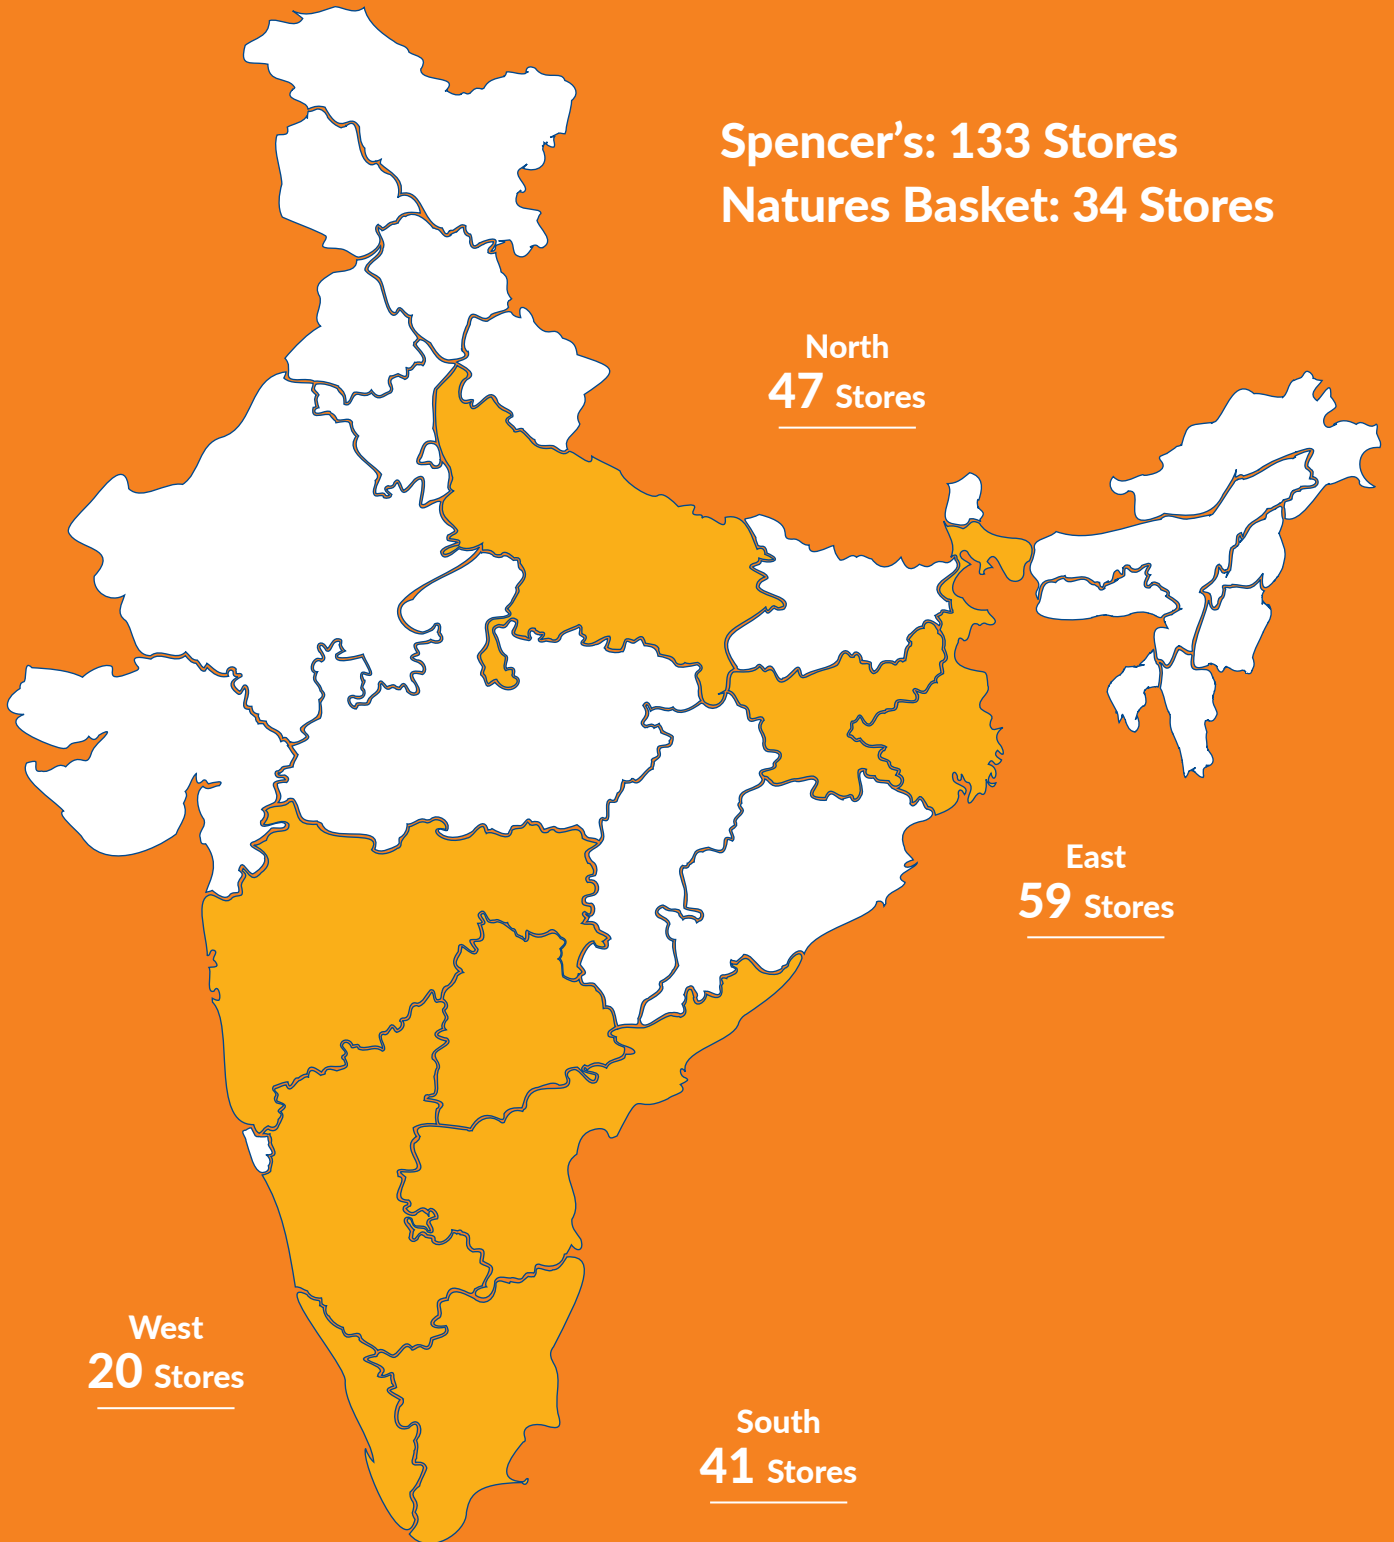 Spencer’s: 133 Stores
Natures Basket: 34 Stores
North
47 Stores
East
59 Stores
West
20 Stores
South
41 Stores